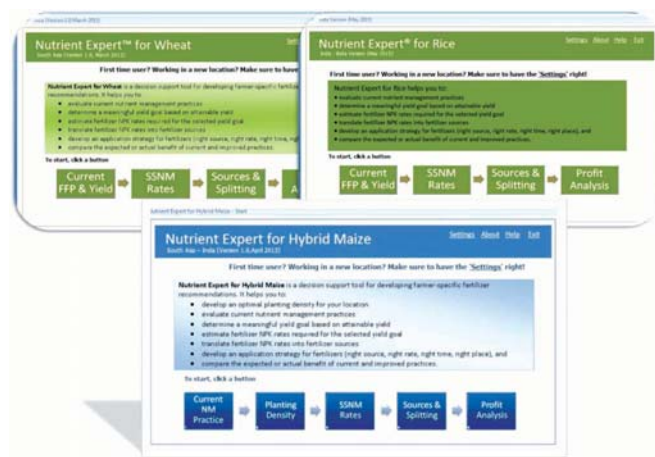 Nutrient Expert™ for Wheat
South Asia (Version 1.0, March 2013)
First time user? Working in a new location? Make sure to have
Nutrient Expert for Wheat is a decision support tool for developing farmer-specific fertilizer
recommendations. It helps you to:
• evaluate current nutrient management practices
• determine a meaningful yield goal based on attainable yield
• estimate fertilizer NPK rates required for the selected yield goal
• translate fertilizer NPK rates into fertilizer sources
• develop an application strategy for fertilizers (right source, right rate, right time,
• compare the expected or actual benefit of current and improved practices.
To start, click a button
Current
FFP & Yield
SSNM
Rates
Sources &
Splitting
Nutrient Expert® for Rice
Settings About Help Exit
First time user? Working in a new location? Make sure to have the 'Settings' right!
Nutrient Expert for Rice helps you to:
• evaluate current nutrient management practices
• determine a meaningful yield goal based on attainable yield
• estimate fertilizer NPK rates required for the selected yield goal
• translate fertilizer NPK rates into fertilizer sources
• develop an application strategy for fertilizers (right source, right rate, right time, right place), and
• compare the expected or actual benefit of current and improved practices.
To start, click a button
Current
FFP & Yield
SSNM
Rates
Sources &
Splitting
Profit
Analysis
Nutrient Expert for Hybrid Maize - Start
Nutrient Expert for Hybrid Maize
Settings About Help Exit
South Asia - India (Version 1.0,April 2013)
First time user? Working in a new location? Make sure to have the 'Settings' right!
Nutrient Expert for Hybrid Maize is a decision support tool for developing farmer-specific fertilizer
recommendations. It helps you to:
• develop an optimal planting density for your location
• evaluate current nutrient management practices
• determine a meaningful yield goal based on attainable yield
• estimate fertilizer NPK rates required for the selected yield goal
• translate fertilizer NPK rates into fertilizer sources
• develop an application strategy for fertilizers (right source, right rate, right time, right place), and
• compare the expected or actual benefit of current and improved practices.
To start, click a button
Current
NM
Practice
Planting
Density
SSNM
Rates
Sources &
Splitting
Profit
Analysis